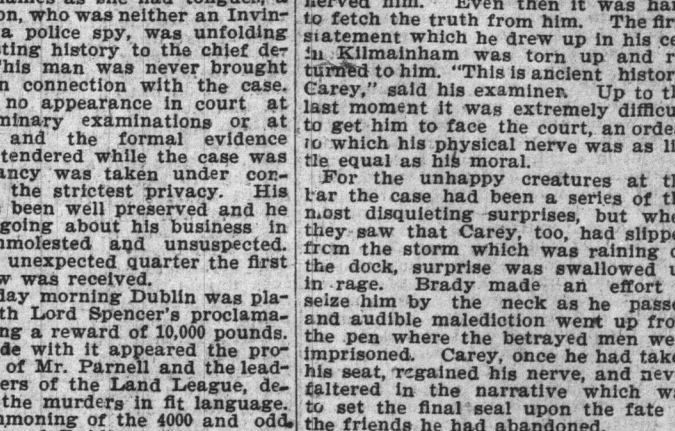 on, who was neither an Invin-
a police spy, was unfolding
sting history to the chief de-
his man was never brought
n connection with the case.
no appearance in court at
minary examinations or at
and the formal evidence
tendered while the case was
ancy was taken under con-
the strictest privacy. His
been well preserved and he
going about his business in
nmolested and unsuspected.
unexpected quarter the first
w was received.
day morning Dublin was pla-
th Lord Spencer's proclama-
ng a reward of 10,000 pounds.
de with it appeared the pro-
of Mr. Parnell and the lead-
ers of the Land League, de-
the murders in fit language.
mmoning of the 4000 and odd
nerved him. Even then it was har
to fetch the truth from him. The fir
statement which he drew up in his ce
in Kilmainham was torn up and r
turned to him. "This is ancient histor
Carey," said his examiner. Up to th
last moment it was extremely difficu
to get him to face the court, an orde
to which his physical nerve was as li
tle equal as his moral.
For the unhappy creatures at th
bar the case had been a series of th
most disquieting surprises, but whe
they saw that Carey, too, had slippe
from the storm which was raining o
the dock, surprise was swallowed u
in rage. Brady made an effort
seize him by the neck as he passe
and audible malediction went up fro
the pen where the betrayed men we
imprisoned. Carey, once he had take
his seat, regained his nerve, and nev
faltered in the narrative which w
to set the final seal upon the fate
the friends he had abandoned.